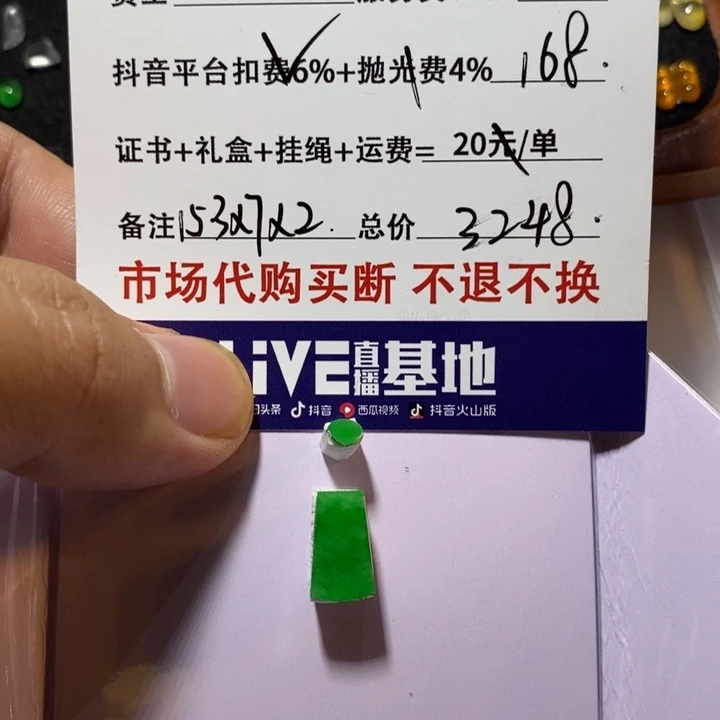 抖音平台扣费6%+抛光费4% 168.
证书+礼盒+挂绳+运费= 20元/单
备注 153x7x2. 总价 3248.
市场代购买断 不退不换
LiVE直播基地
头条 抖音 西瓜视频 抖音火山版